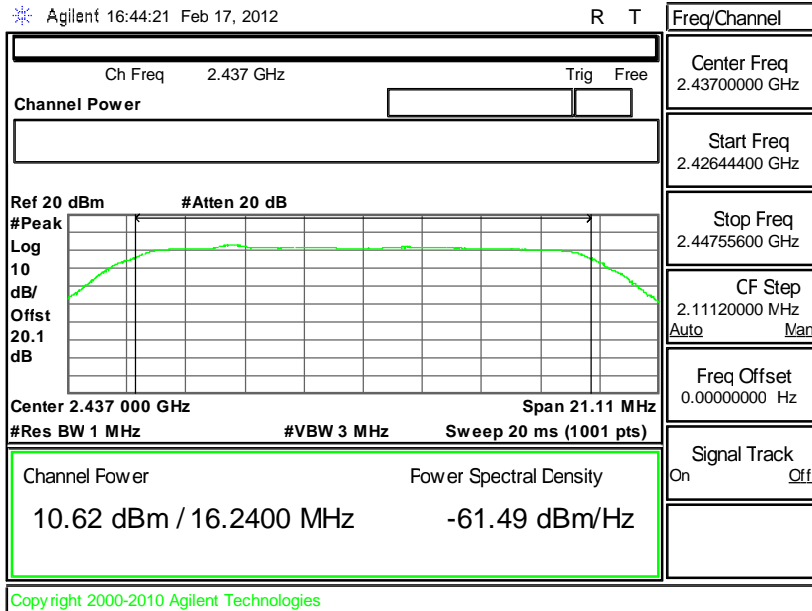 Agilent 16:44:21 Feb 17, 2012 R T
Freq/Channel
Ch Freq 2.437 GHz Trig Free
Channel Power
Center Freq
2.43700000 GHz
Start Freq
2.42644400 GHz
Stop Freq
2.44755600 GHz
CF Step
2.11120000 MHz
Auto Man
Freq Offset
0.00000000 Hz
Signal Track
On Off
Ref 20 dBm #Atten 20 dB
#Peak
Log
10
dB/
Offst
20.1
dB
Center 2.437 000 GHz Span 21.11 MHz
#Res BW 1 MHz #VBW 3 MHz Sweep 20 ms (1001 pts)
Channel Power Power Spectral Density
10.62 dBm / 16.2400 MHz -61.49 dBm/Hz
Copyright 2000-2010 Agilent Technologies